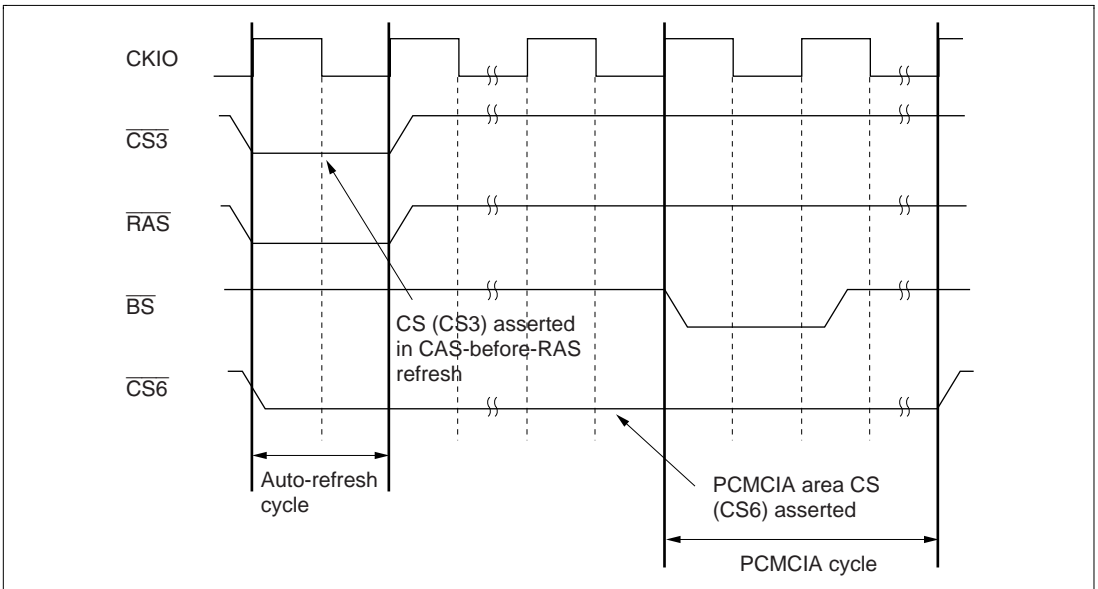 CKIO
CS3
RAS
BS
CS (CS3) asserted
in CAS-before-RAS
refresh
CS6
Auto-refresh
cycle
PCMCIA area CS
(CS6) asserted
PCMCIA cycle